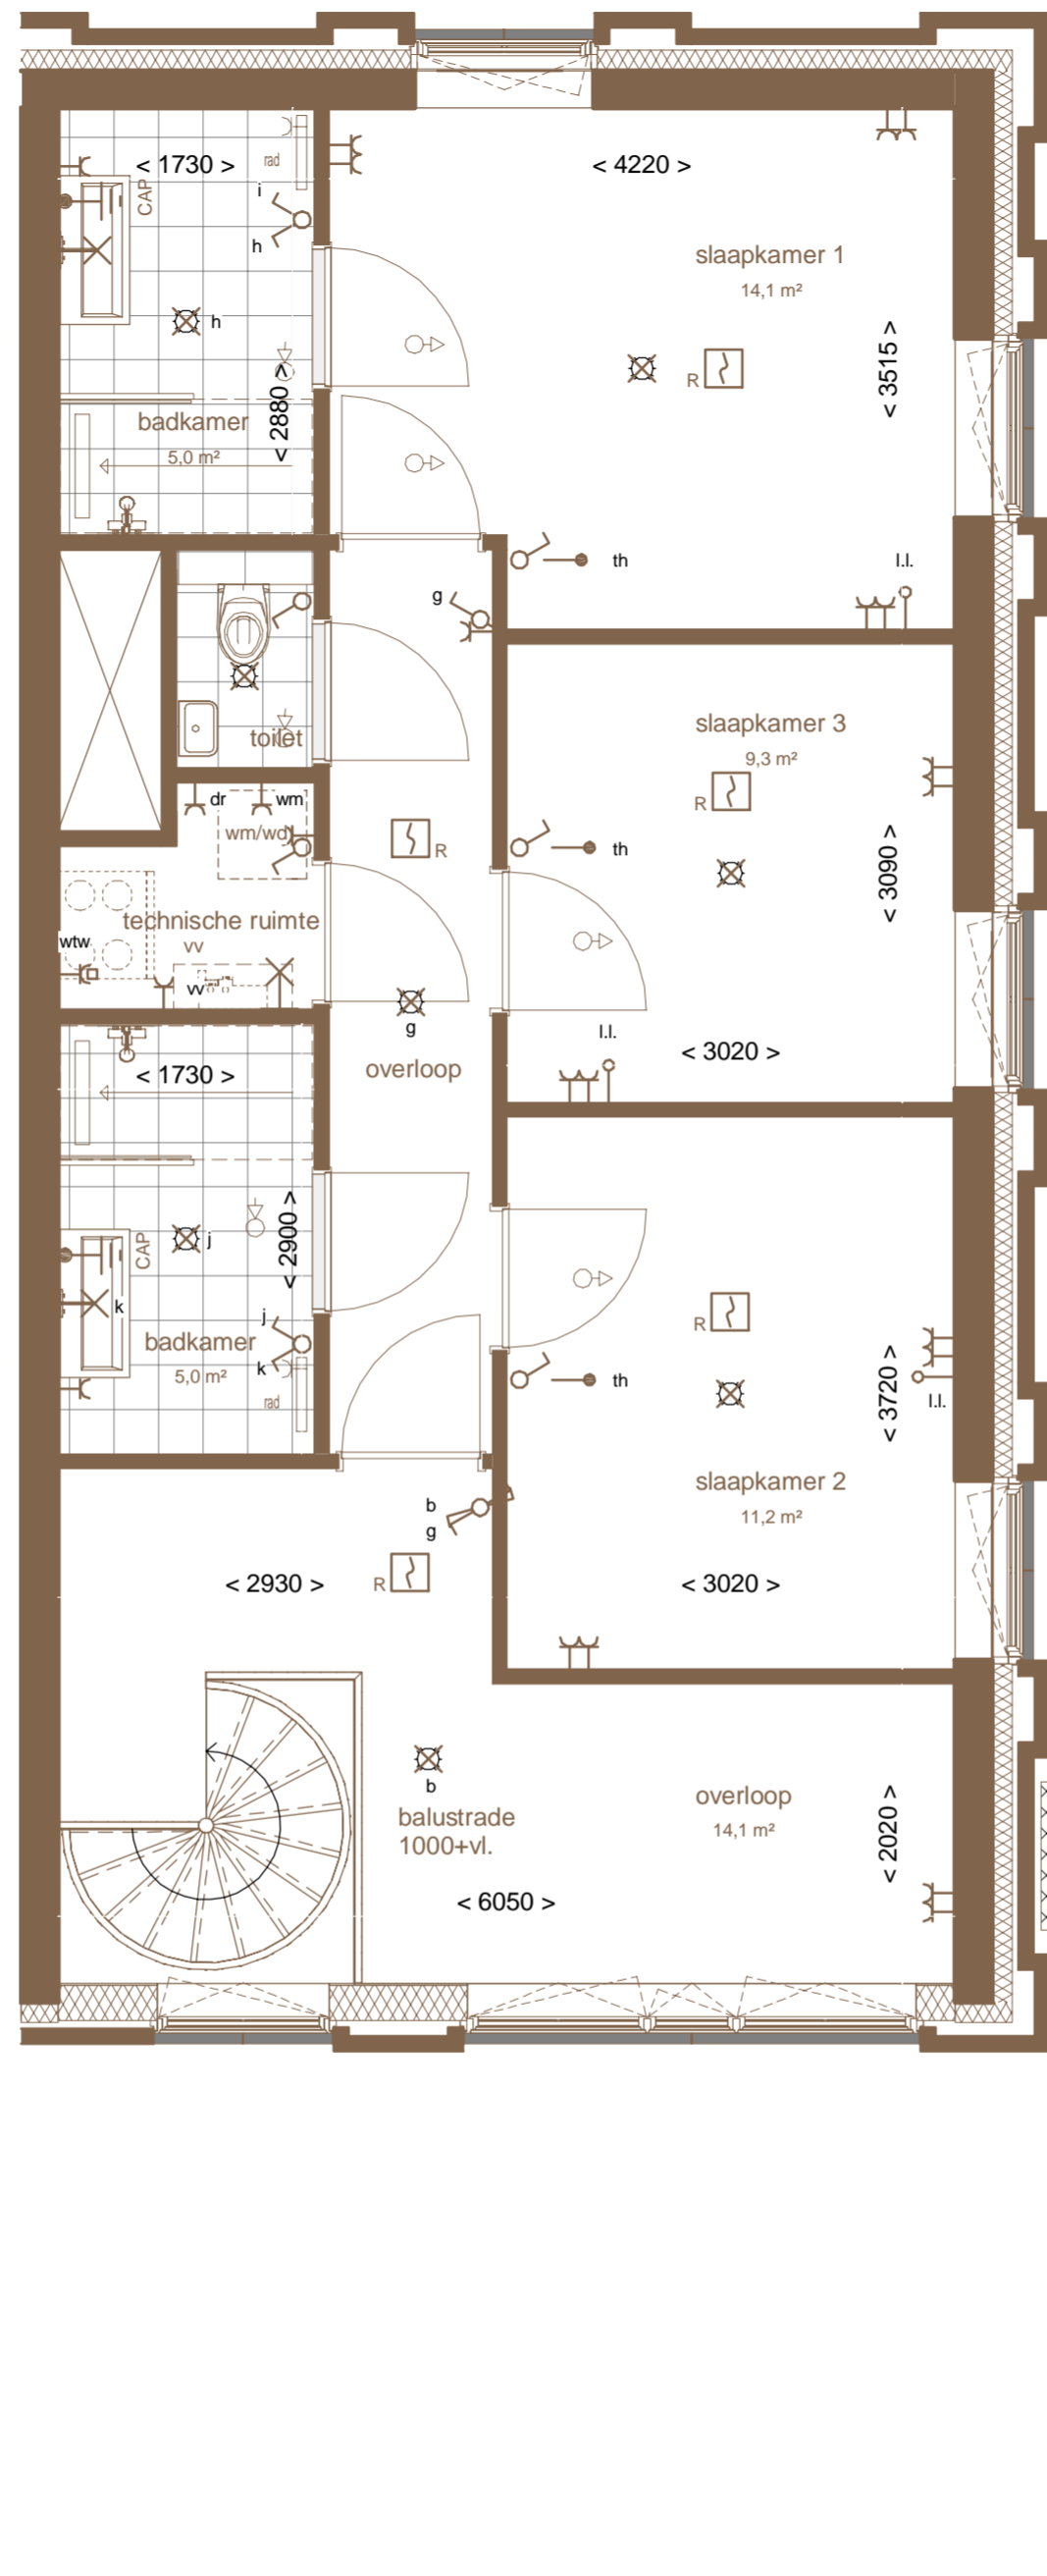 < 1730 >
rad
< 4220 >
CAP
i
h
slaapkamer 1
14,1 m²
h
< 3515 >
R
< 2880 >
badkamer
5,0 m²
th
l.l.
g
slaapkamer 3
9,3 m²
toilet
dr
wm
R
wm/wd
R
th
< 3090 >
technische ruimte
wtw
vv
vv
g
l.l.
< 3020 >
overloop
< 1730 >
j
CAP
< 2900 >
k
j
R
badkamer
k
5,0 m²
th
< 3720 >
l.l.
rad
slaapkamer 2
b
11,2 m²
g
< 2930 >
R
< 3020 >
b
overloop
balustrade
14,1 m²
1000+vl.
< 2020 >
< 6050 >